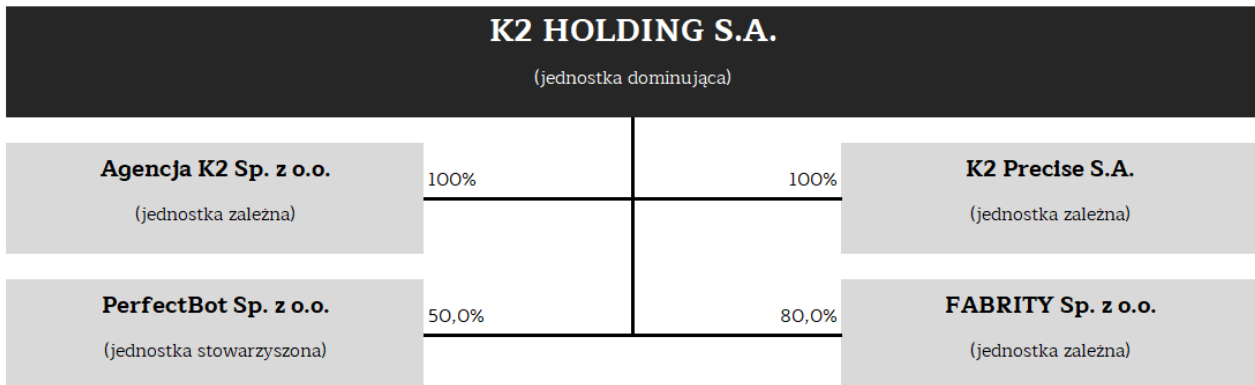 K2 HOLDING S.A.
(jednostka dominująca)
Agencja K2 Sp. z o.o.
(jednostka zależna)
100%
100%
K2 Precise S.A.
(jednostka zależna)
PerfectBot Sp. z o.o.
(jednostka stowarzyszona)
50,0%
80,0%
FABRITY Sp. z o.o.
(jednostka zależna)